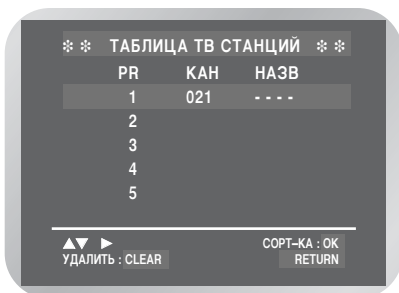 ❄ ❄ ТАБЛИЦА ТВ СТАНЦИЙ ❄ ❄
PR КАН НАЗВ
1 021 - - - -
2
3
4
5
▲▼ ► СОРТ–КА : OK
УДАЛИТЬ : CLEAR RETURN